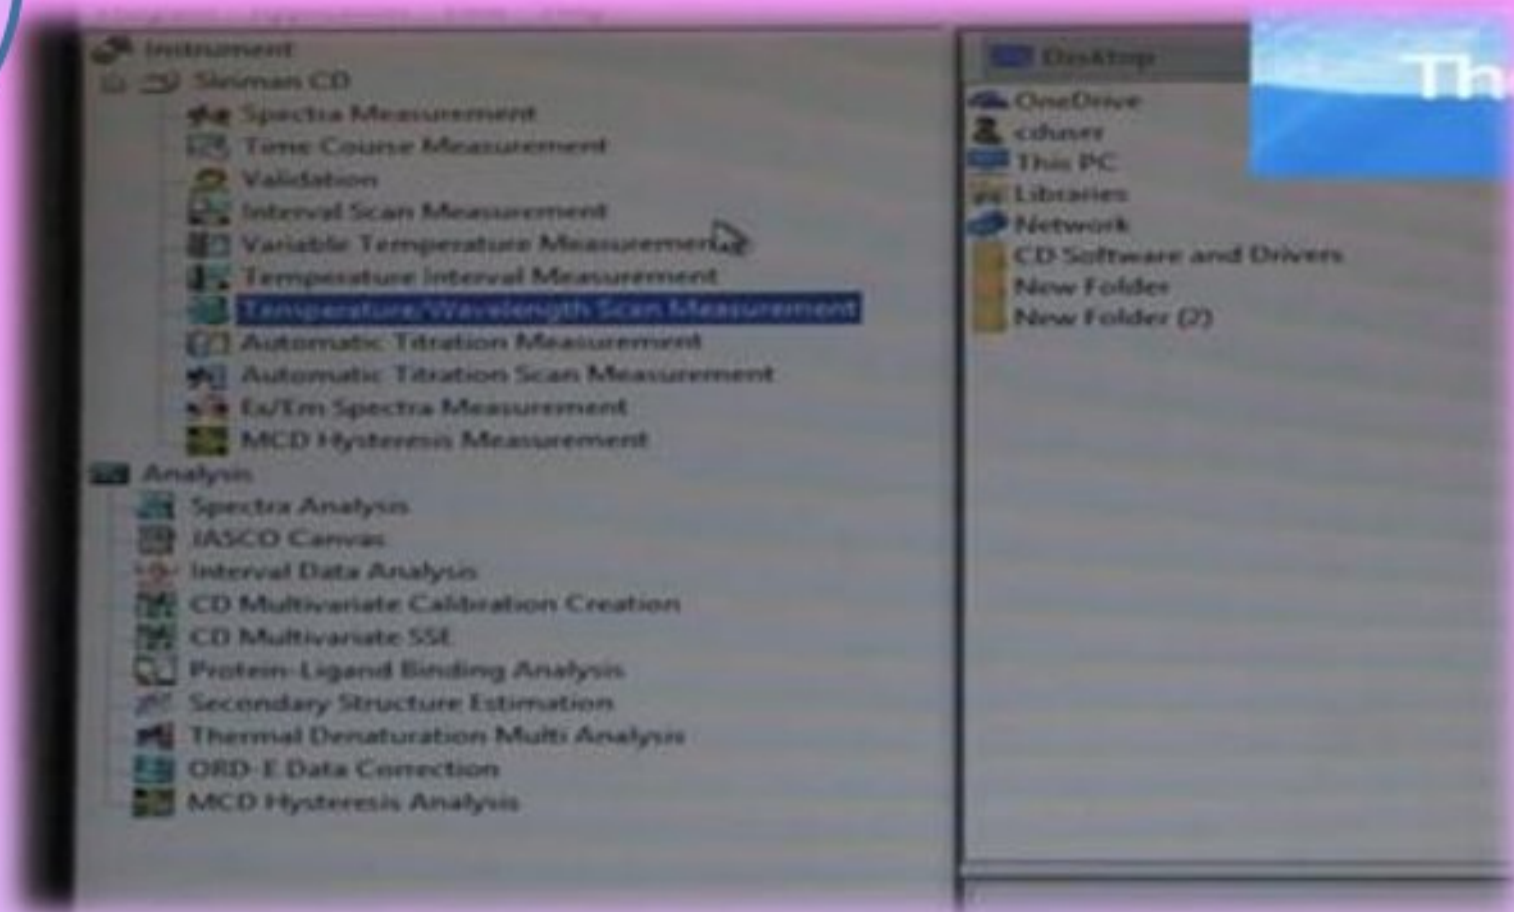 Instrument
CD
Spectra Measurement
Time Course Measurement
Validation
Interval Scan Measurement
Variable Temperature Measurement
Temperature Interval Measurement
Temperature/Wavelength Scan Measurement
Automatic Titration Measurement
Automatic Titration Scan Measurement
Ex/Em Spectra Measurement
MCD Hysteresis Measurement
Analysis
Spectra Analysis
JASCO Canvas
Interval Data Analysis
CD Multivariate Calibration Creation
CD Multivariate SSE
Protein-Ligand Binding Analysis
Secondary Structure Estimation
Thermal Denaturation Multi Analysis
ORD-E Data Correction
MCD Hysteresis Analysis
Desktop
OneDrive
cduser
This PC
Libraries
Network
CD Software and Drivers
New Folder
New Folder (2)
Th